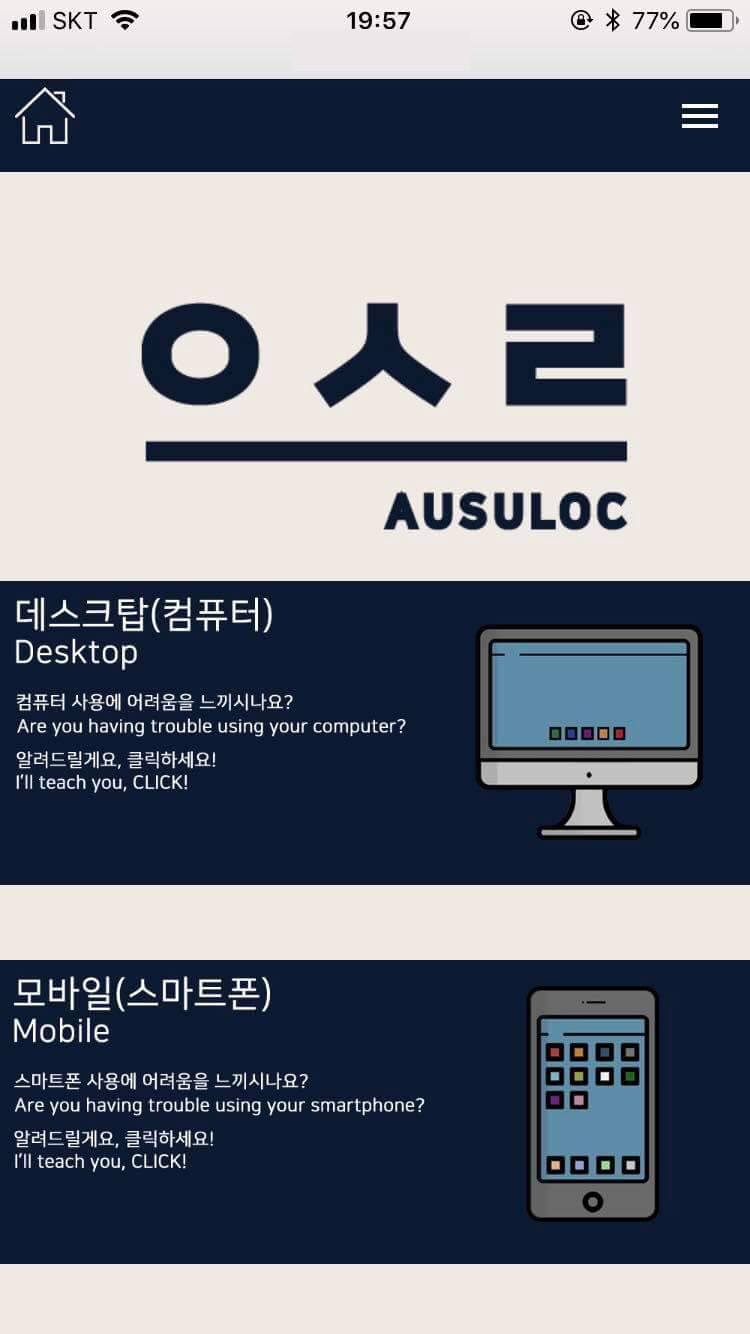 SKT 19:57 77%
ㅇㅅㄹ
AUSULOC
데스크탑(컴퓨터)
Desktop
컴퓨터 사용에 어려움을 느끼시나요?
Are you having trouble using your computer?
알려드릴게요, 클릭하세요!
I'll teach you, CLICK!
모바일(스마트폰)
Mobile
스마트폰 사용에 어려움을 느끼시나요?
Are you having trouble using your smartphone?
알려드릴게요, 클릭하세요!
I'll teach you, CLICK!